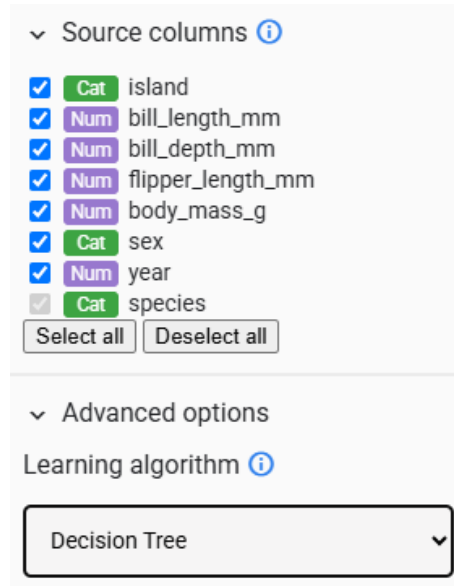 Source columns
Cat island
Num bill_length_mm
Num bill_depth_mm
Num flipper_length_mm
Num body_mass_g
Cat sex
Num year
Cat species
Select all Deselect all
Advanced options
Learning algorithm
Decision Tree